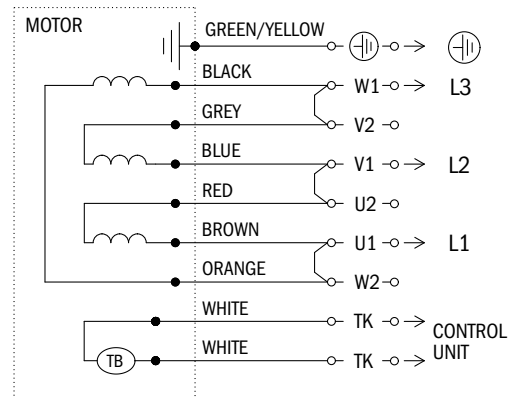 MOTOR
GREEN/YELLOW
BLACK W1 L3
GREY V2
BLUE V1 L2
RED U2
BROWN U1 L1
ORANGE W2
WHITE TK
CONTROL
UNIT
WHITE TK
TB